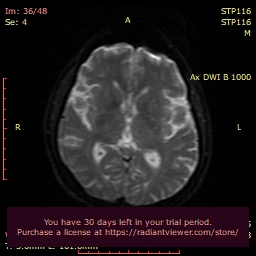 Im: 36/48
Se: 4
A
STP116
STP116
M
Ax DWI B 1000
R
L
You have 30 days left in your trial period.
Purchase a license at https://radiantviewer.com/store/